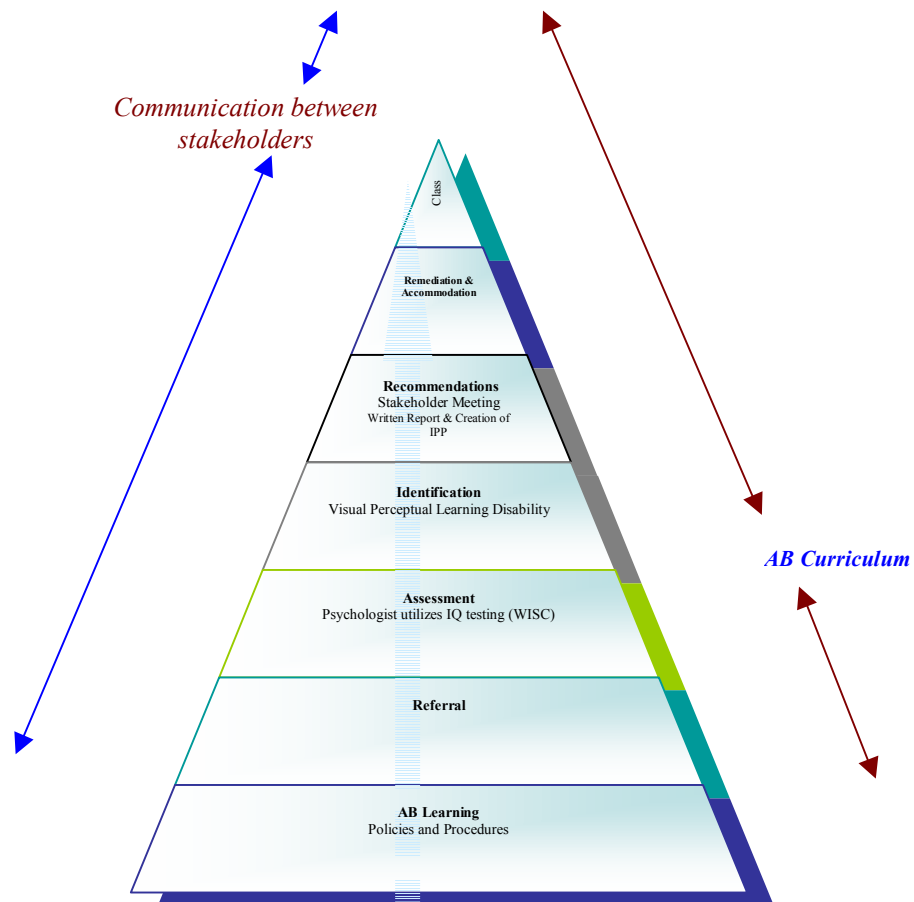 Communication between
stakeholders
Class
Remediation &
Accommodation
Recommendations
Stakeholder Meeting
Written Report & Creation of
IPP
Identification
Visual Perceptual Learning Disability
AB Curriculum
Assessment
Psychologist utilizes IQ testing (WISC)
Referral
AB Learning
Policies and Procedures